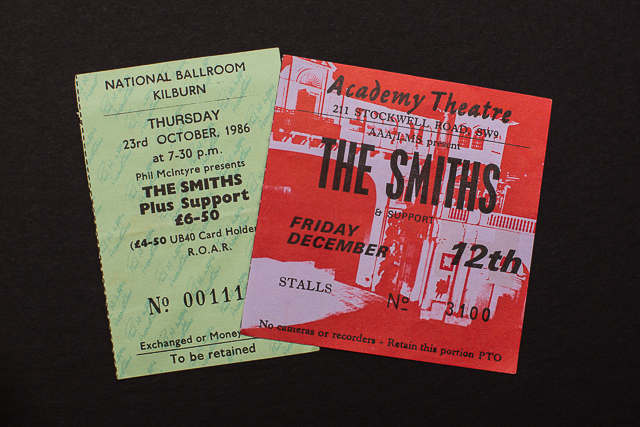 NATIONAL BALLROOM
KILBURN
THURSDAY
23rd OCTOBER, 1986
at 7-30 p.m.
Phil McIntyre presents
THE SMITHS
Plus Support
£6-50
(£4-50 UB40 Card Holder
R.O.A.R.
No 00111
Exchanged or Money
To be retained
Academy Theatre
211 STOCKWELL ROAD, SW9
presents
THE SMITHS
& SUPPORT
FRIDAY
DECEMBER 12th
STALLS
No 3100
No cameras or recorders - Retain this portion PTO